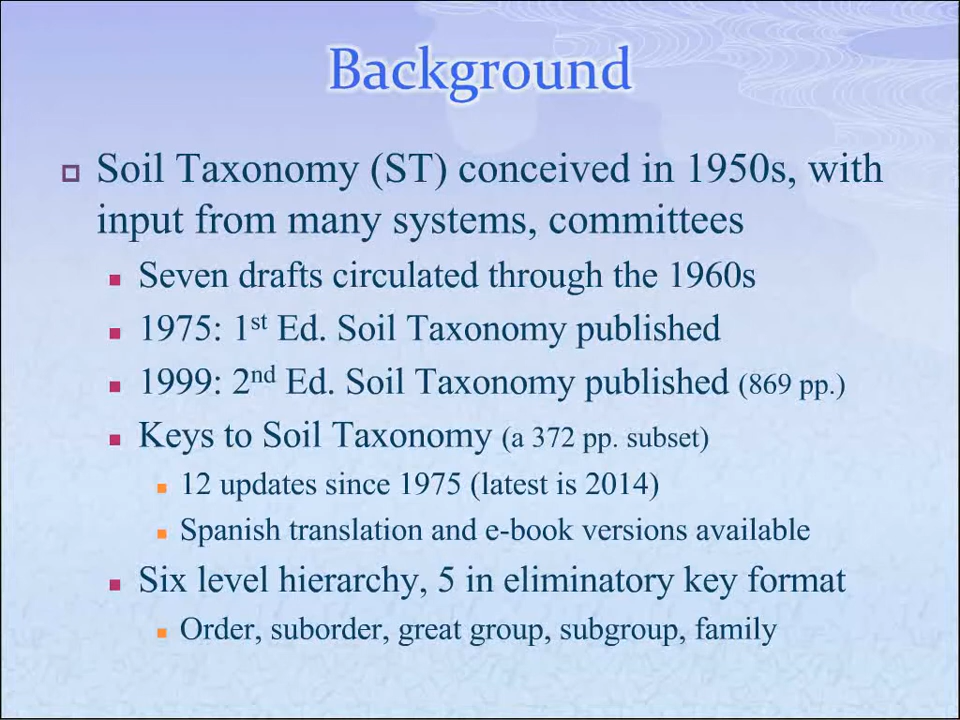 Background
Soil Taxonomy (ST) conceived in 1950s, with
input from many systems, committees
Seven drafts circulated through the 1960s
1975: 1st Ed. Soil Taxonomy published
1999: 2nd Ed. Soil Taxonomy published (869 pp.)
Keys to Soil Taxonomy (a 372 pp. subset)
12 updates since 1975 (latest is 2014)
Spanish translation and e-book versions available
Six level hierarchy, 5 in eliminatory key format
Order, suborder, great group, subgroup, family